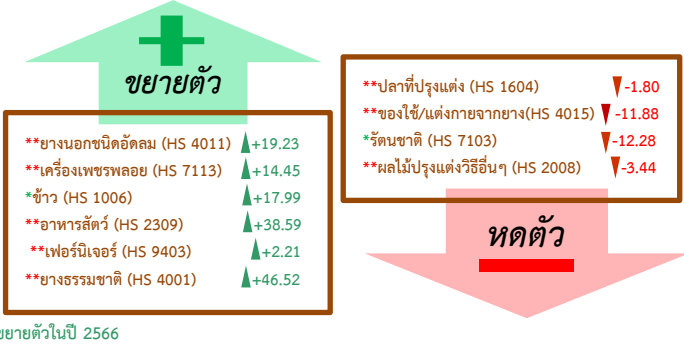 ขยายตัว
**ยางนอกชนิดอัดลม (HS 4011) +19.23
**เครื่องเพชรพลอย (HS 7113) +14.45
*ข้าว (HS 1006) +17.99
**อาหารสัตว์ (HS 2309) +38.59
**เฟอร์นิเจอร์ (HS 9403) +2.21
**ยางธรรมชาติ (HS 4001) +46.52
**ปลาที่ปรุงแต่ง (HS 1604) -1.80
**ของใช้/แต่งกายจากยาง(HS 4015) -11.88
*รัตนชาติ (HS 7103) -12.28
**ผลไม้ปรุงแต่งวิธีอื่นๆ (HS 2008) -3.44
หดตัว
ขยายตัวในปี 2566